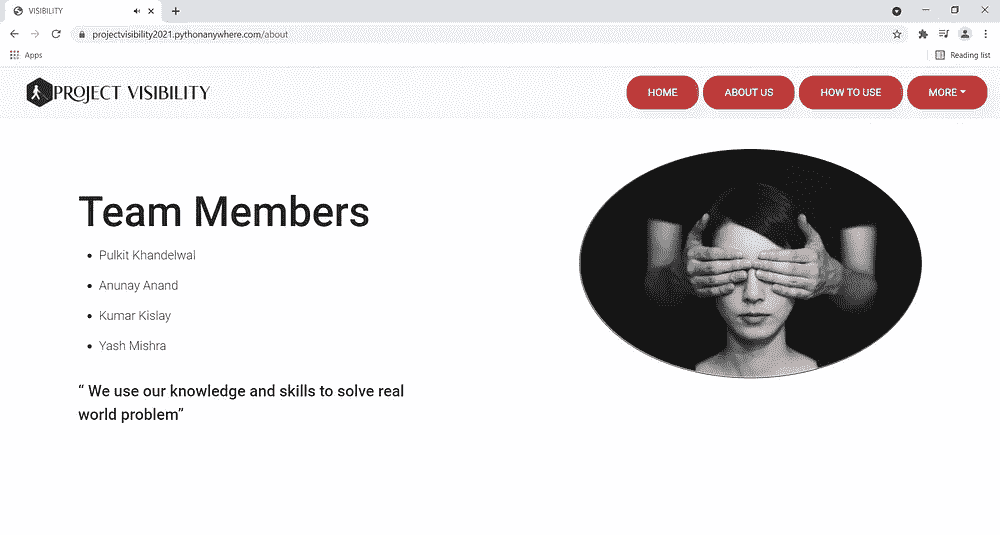 VISIBILITY
projectvisibility2021.pythonanywhere.com/about
Apps
Reading list
PROJECT VISIBILITY
HOME
ABOUT US
HOW TO USE
MORE
Team Members
Pulkit Khandelwal
Anunay Anand
Kumar Kislay
Yash Mishra
“ We use our knowledge and skills to solve real
world problem”